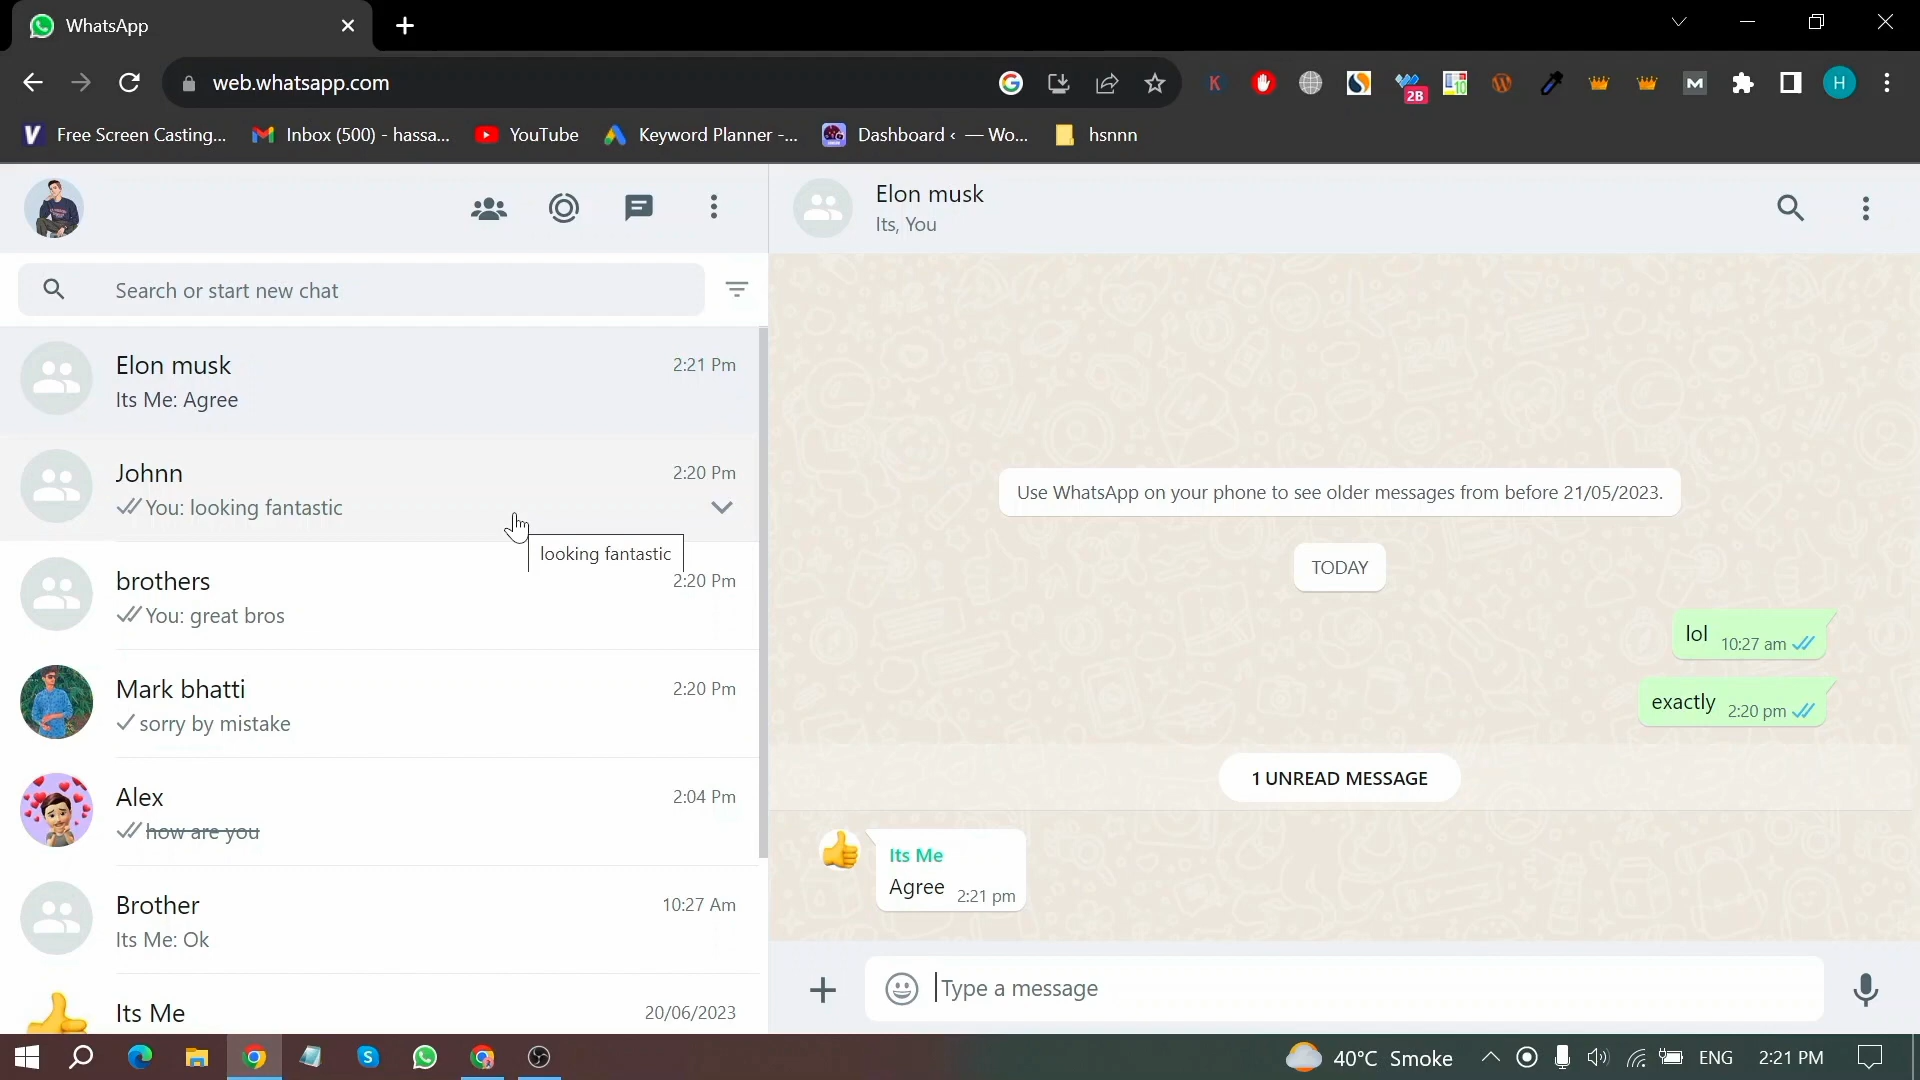 WhatsApp
web.whatsapp.com
K
2B
10
M
H
Free Screen Casting...
Inbox (500) - hassa...
YouTube
Keyword Planner -...
Dashboard ‹ — Wo...
hsnnn
Elon musk
Its, You
Search or start new chat
Elon musk 2:21 Pm
Its Me: Agree
Johnn 2:20 Pm
You: looking fantastic
looking fantastic
brothers 2:20 Pm
You: great bros
Mark bhatti 2:20 Pm
sorry by mistake
Alex 2:04 Pm
how are you
Brother 10:27 Am
Its Me: Ok
Its Me 20/06/2023
Use WhatsApp on your phone to see older messages from before 21/05/2023.
TODAY
lol 10:27 am
exactly 2:20 pm
1 UNREAD MESSAGE
Its Me
Agree 2:21 pm
Type a message
40°C Smoke ENG 2:21 PM